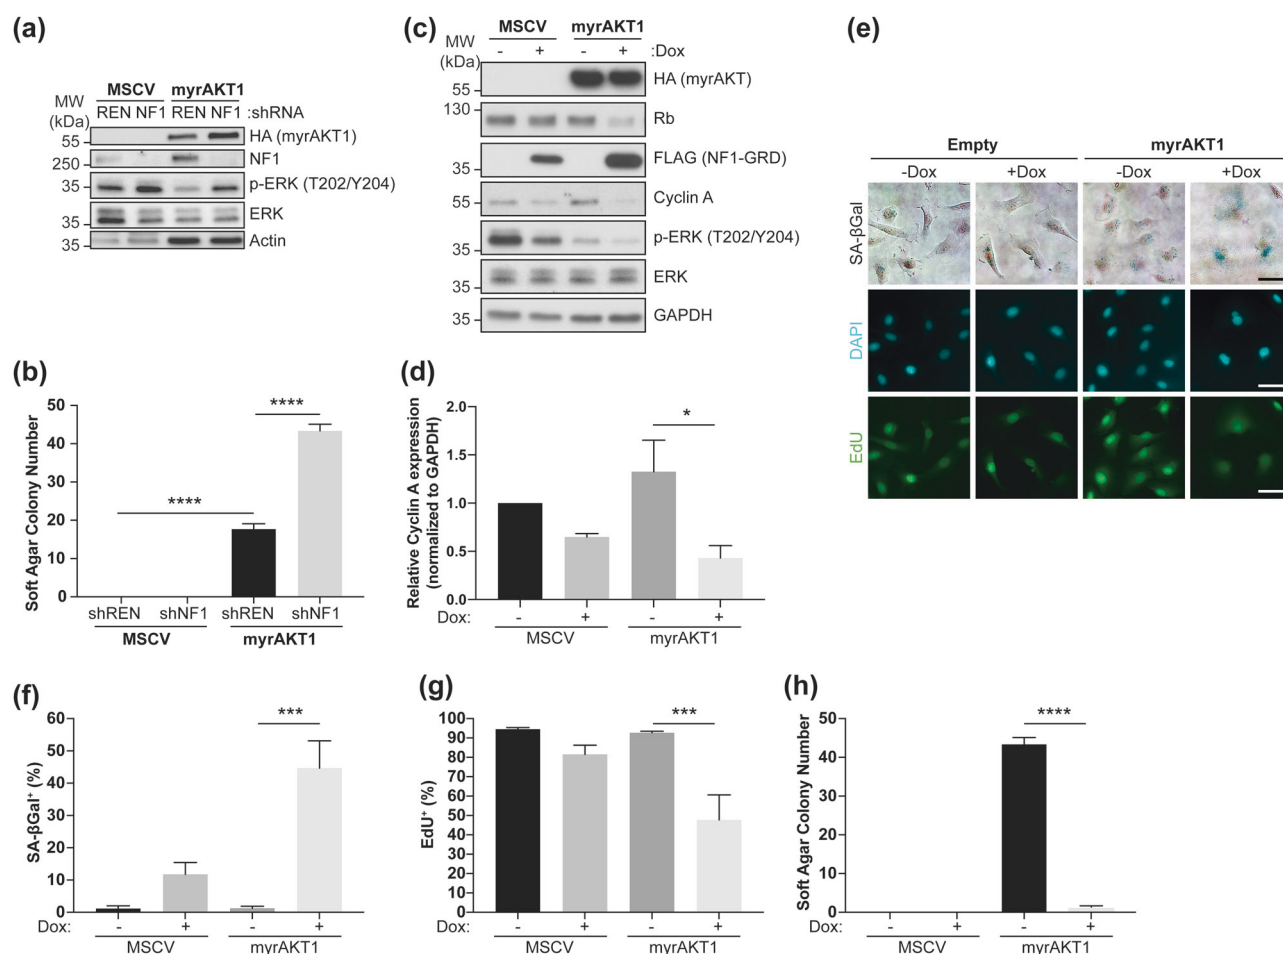 (a)
MSCV myrAKT1
MW
(kDa)
REN NF1 REN NF1 :shRNA
55 HA (myrAKT1)
250 NF1
35 p-ERK (T202/Y204)
35 ERK
35 Actin
(b)
Soft Agar Colony Number
50
40
30
20
10
0
****
****
shREN shNF1 shREN shNF1
MSCV myrAKT1
(c)
MSCV myrAKT1
MW
(kDa)
- + - + :Dox
55 HA (myrAKT)
130 Rb
35 FLAG (NF1-GRD)
55 Cyclin A
35 p-ERK (T202/Y204)
35 ERK
35 GAPDH
(d)
Relative Cyclin A expression
(normalized to GAPDH)
2.0
1.5
1.0
0.5
0.0
*
Dox: - + - +
MSCV myrAKT1
(e)
Empty myrAKT1
-Dox +Dox -Dox +Dox
SA-βGal
DAPI
EdU
(f)
SA-βGal⁺ (%)
60
50
40
30
20
10
0
***
Dox: - + - +
MSCV myrAKT1
(g)
EdU⁺ (%)
100
90
80
90
60
50
40
30
20
10
0
***
Dox: - + - +
MSCV myrAKT1
(h)
Soft Agar Colony Number
50
40
30
20
10
0
****
Dox: - + - +
MSCV myrAKT1